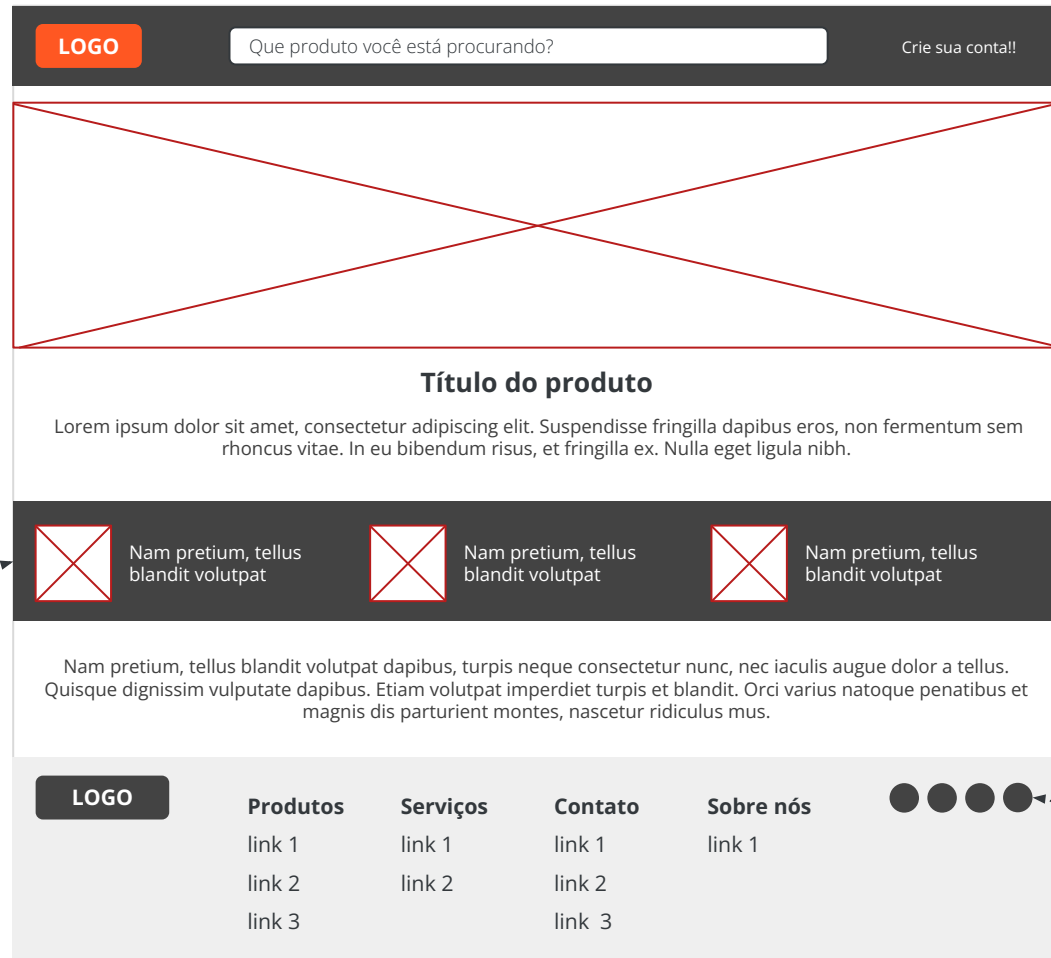 LOGO
Que produto você está procurando?
Crie sua conta!!
Título do produto
Lorem ipsum dolor sit amet, consectetur adipiscing elit. Suspendisse fringilla dapibus eros, non fermentum sem
rhoncus vitae. In eu bibendum risus, et fringilla ex. Nulla eget ligula nibh.
Nam pretium, tellus
blandit volutpat
Nam pretium, tellus
blandit volutpat
Nam pretium, tellus
blandit volutpat
Nam pretium, tellus blandit volutpat dapibus, turpis neque consectetur nunc, nec iaculis augue dolor a tellus.
Quisque dignissim vulputate dapibus. Etiam volutpat imperdiet turpis et blandit. Orci varius natoque penatibus et
magnis dis parturient montes, nascetur ridiculus mus.
LOGO
Produtos
link 1
link 2
link 3
Serviços
link 1
link 2
Contato
link 1
link 2
link 3
Sobre nós
link 1